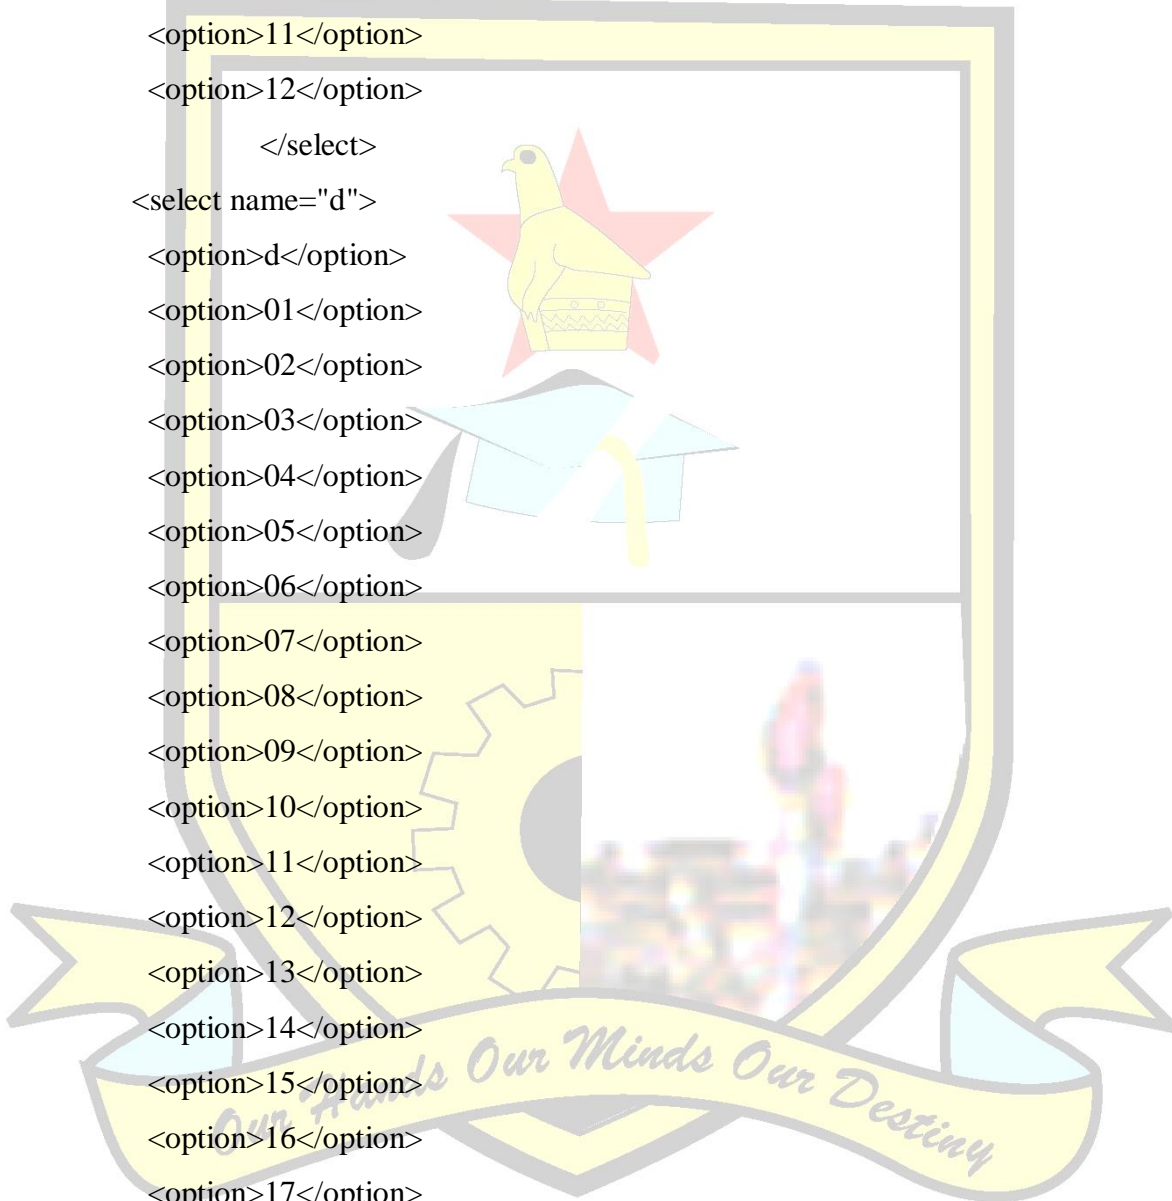 <option>11</option>
<option>12</option>
</select>
<select name="d">
<option>d</option>
<option>01</option>
<option>02</option>
<option>03</option>
<option>04</option>
<option>05</option>
<option>06</option>
<option>07</option>
<option>08</option>
<option>09</option>
<option>10</option>
<option>11</option>
<option>12</option>
<option>13</option>
<option>14</option>
<option>15</option>
<option>16</option>
<option>17</option>
Our Hands Our Minds Our Destiny